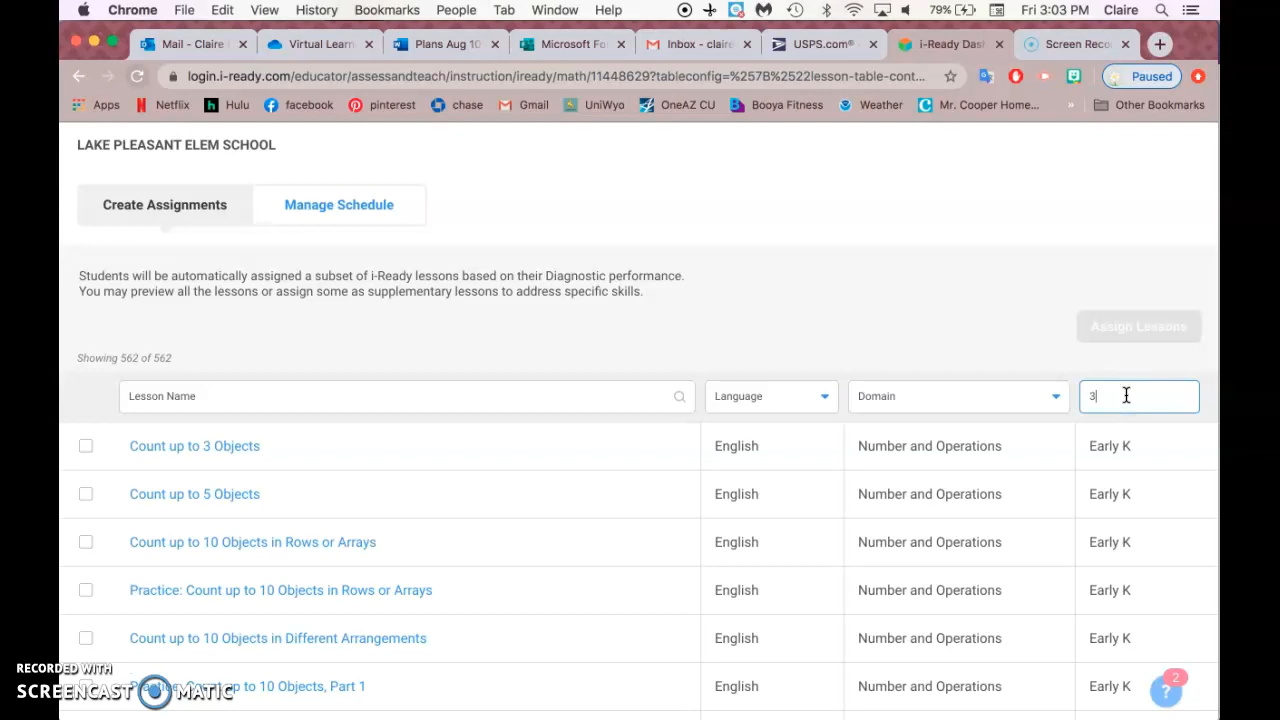 Chrome File Edit View History Bookmarks People Tab Window Help 79% Fri 3:03 PM Claire
Mail - Claire Virtual Learn Plans Aug 10 Microsoft Fo Inbox - claire USPS.com® - i-Ready Das Screen Reco
login.i-ready.com/educator/assessandteach/instruction/iready/math/11448629?tableconfig=%257B%2522lesson-table-cont... Paused
Apps Netflix Hulu facebook pinterest chase Gmail UniWyo OneAZ CU Booya Fitness Weather Mr. Cooper Home... » Other Bookmarks
LAKE PLEASANT ELEM SCHOOL
Create Assignments Manage Schedule
Students will be automatically assigned a subset of i-Ready lessons based on their Diagnostic performance.
You may preview all the lessons or assign some as supplementary lessons to address specific skills.
Assign Lessons
Showing 562 of 562
Lesson Name Language Domain 3
Count up to 3 Objects English Number and Operations Early K
Count up to 5 Objects English Number and Operations Early K
Count up to 10 Objects in Rows or Arrays English Number and Operations Early K
Practice: Count up to 10 Objects in Rows or Arrays English Number and Operations Early K
Count up to 10 Objects in Different Arrangements English Number and Operations Early K
up to 10 Objects, Part 1 English Number and Operations Early K
2
?
RECORDED WITH
SCREENCAST MATIC